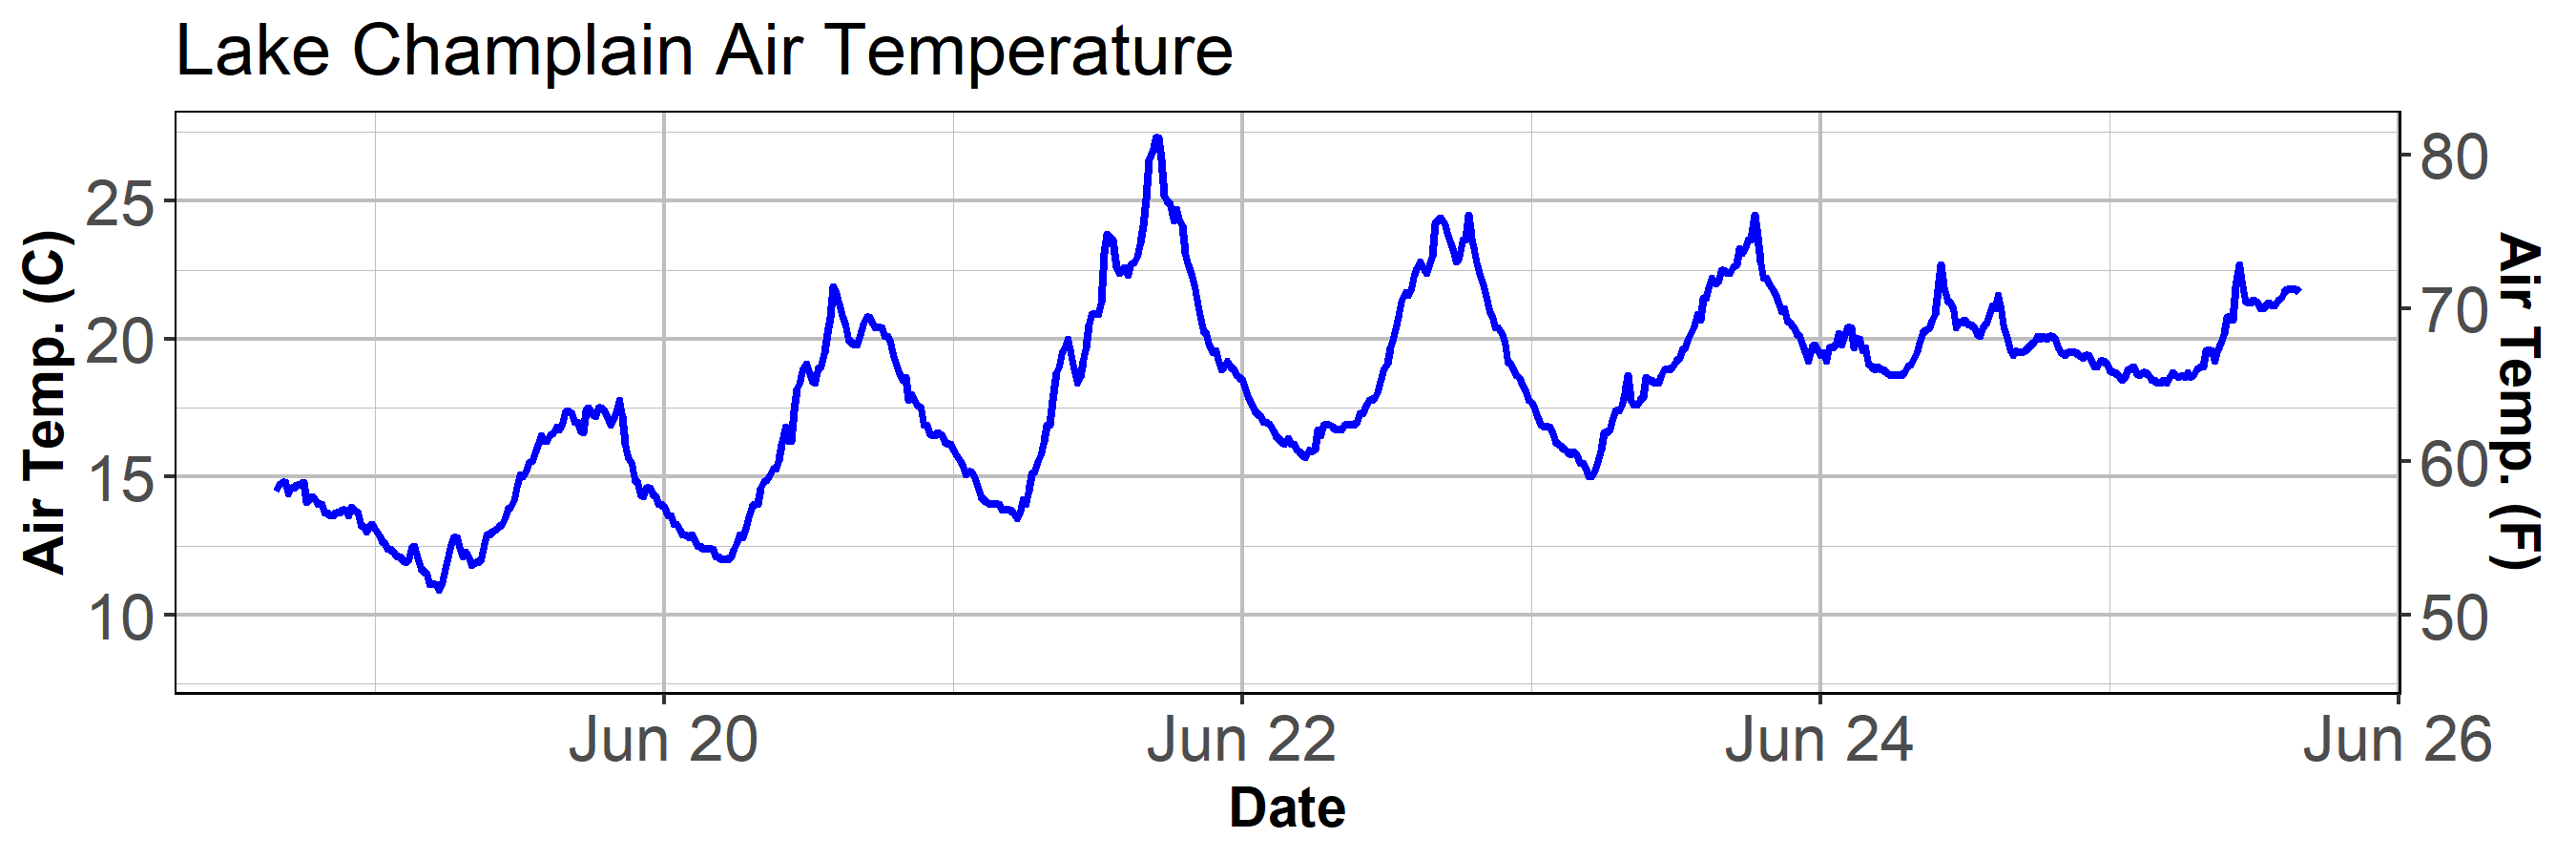 Lake Champlain Air Temperature
Air Temp. (C)
25
20
15
10
80
70
60
50
Air Temp. (F)
Jun 20
Jun 22
Jun 24
Jun 26
Date